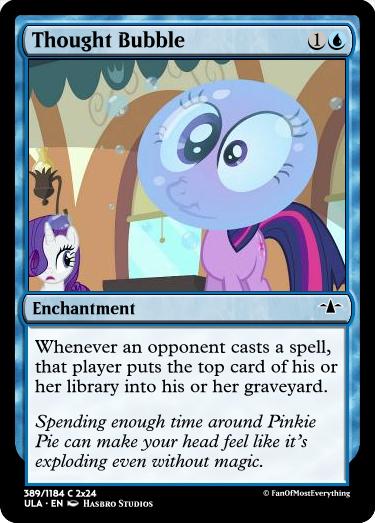 Thought Bubble 1
Enchantment
Whenever an opponent casts a spell,
that player puts the top card of his or
her library into his or her graveyard.
Spending enough time around Pinkie
Pie can make your head feel like it's
exploding even without magic.
389/1184 C 2x24
ULA • EN Hasbro Studios
© FanOfMostEverything